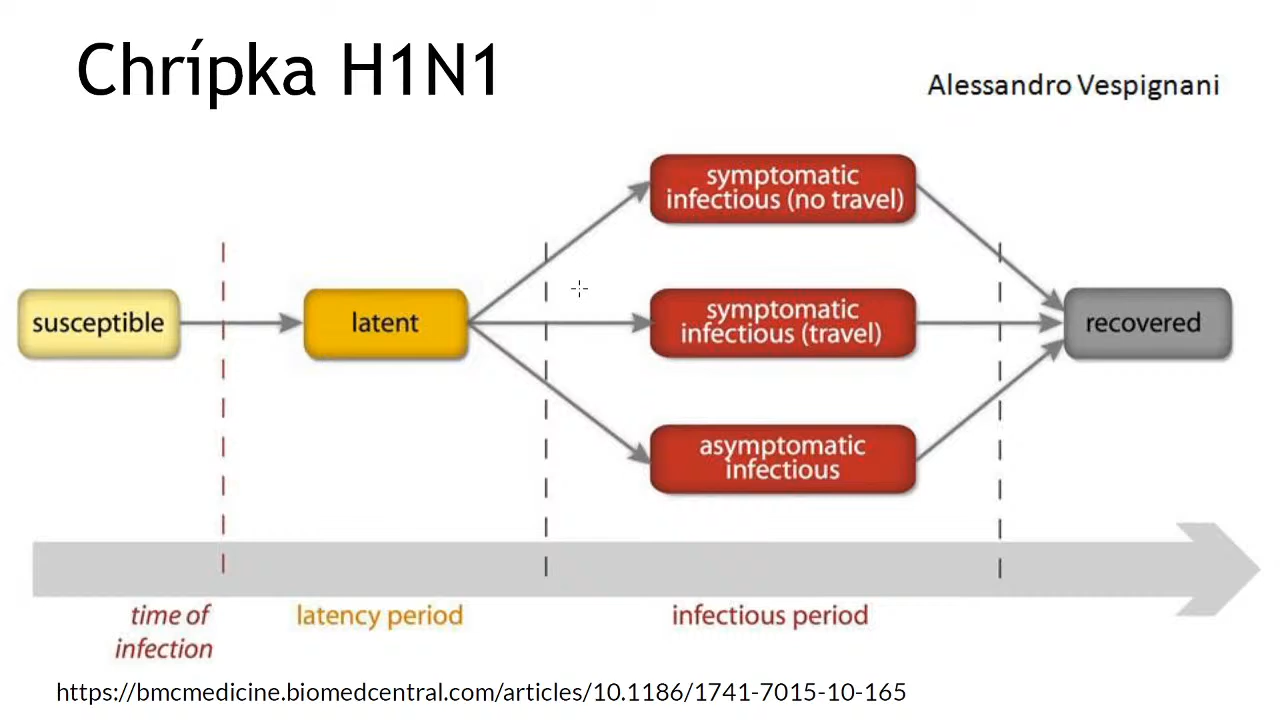 Chrípka H1N1
Alessandro Vespignani
symptomatic
infectious (no travel)
susceptible
latent
symptomatic
infectious (travel)
recovered
asymptomatic
infectious
time of
infection
latency period
infectious period
https://bmcmedicine.biomedcentral.com/articles/10.1186/1741-7015-10-165